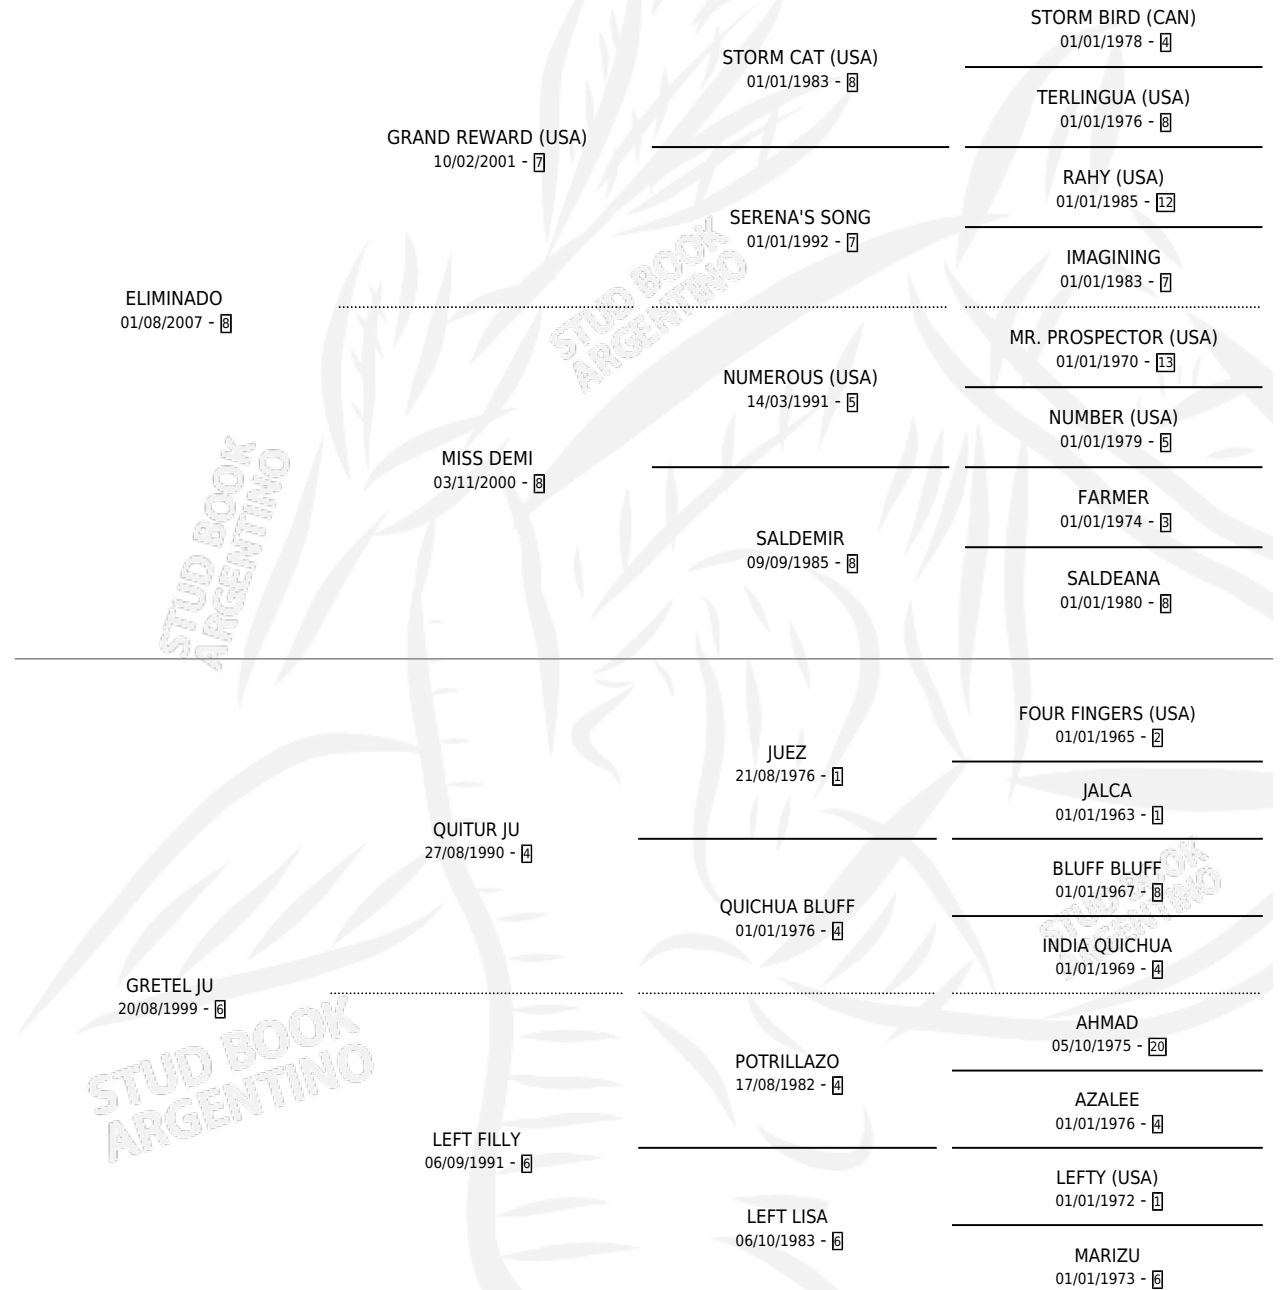 STORM BIRD (CAN)
01/01/1978 - 4
STORM CAT (USA)
01/01/1983 - 8
TERLINGUA (USA)
01/01/1976 - 8
GRAND REWARD (USA)
10/02/2001 - 7
RAHY (USA)
01/01/1985 - 12
SERENA'S SONG
01/01/1992 - 7
IMAGINING
01/01/1983 - 7
ELIMINADO
01/08/2007 - 8
STUD BOOK
ARGENTINO
MR. PROSPECTOR (USA)
01/01/1970 - 13
NUMEROUS (USA)
14/03/1991 - 5
NUMBER (USA)
01/01/1979 - 5
MISS DEMI
03/11/2000 - 8
FARMER
01/01/1974 - 3
SALDEMIR
09/09/1985 - 8
SALDEANA
01/01/1980 - 8
STUD BOOK
ARGENTINO
FOUR FINGERS (USA)
01/01/1965 - 2
JUEZ
21/08/1976 - 1
JALCA
01/01/1963 - 1
QUITUR JU
27/08/1990 - 4
BLUFF BLUFF
01/01/1967 - 8
QUICHUA BLUFF
01/01/1976 - 4
INDIA QUICHUA
01/01/1969 - 4
STUD BOOK
ARGENTINO
GRETEL JU
20/08/1999 - 6
AHMAD
05/10/1975 - 20
POTRILLAZO
17/08/1982 - 4
AZALEE
01/01/1976 - 4
STUD BOOK
ARGENTINO
LEFT FILLY
06/09/1991 - 6
LEFTY (USA)
01/01/1972 - 1
LEFT LISA
06/10/1983 - 6
MARIZU
01/01/1973 - 6